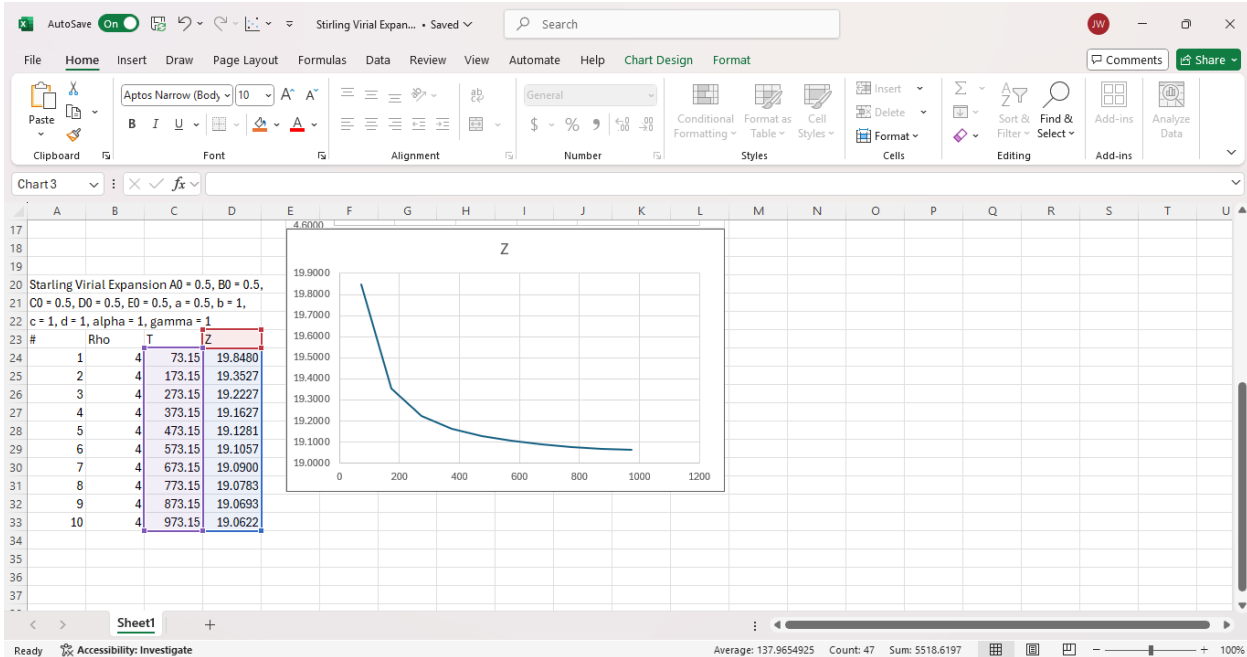 AutoSave On Stirling Virial Expan... • Saved Search JW
File Home Insert Draw Page Layout Formulas Data Review View Automate Help Chart Design Format Comments Share
Paste
Aptos Narrow (Body 10 A^ A˅
B I U A
ab
General
$ % 9 .00
Conditional Formatting
Format as Table
Cell Styles
Insert
Delete
Format
Sort & Filter
Find & Select
Add-ins
Analyze Data
Clipboard Font Alignment Number Styles Cells Editing Add-ins
Chart 3 fx
A B C D E F G H I J K L M N O P Q R S T U
17 4.6000
18 Z
19
20 Starling Virial Expansion A0 = 0.5, B0 = 0.5,
21 C0 = 0.5, D0 = 0.5, E0 = 0.5, a = 0.5, b = 1,
22 c = 1, d = 1, alpha = 1, gamma = 1
23 # Rho T Z
24 1 4 73.15 19.8480
25 2 4 173.15 19.3527
26 3 4 273.15 19.2227
27 4 4 373.15 19.1627
28 5 4 473.15 19.1281
29 6 4 573.15 19.1057
30 7 4 673.15 19.0900
31 8 4 773.15 19.0783
32 9 4 873.15 19.0693
33 10 4 973.15 19.0622
34
35
36
37
19.9000
19.8000
19.7000
19.6000
19.5000
19.4000
19.3000
19.2000
19.1000
19.0000
0 200 400 600 800 1000 1200
Sheet1 +
Ready Accessibility: Investigate Average: 137.9654925 Count: 47 Sum: 5518.6197 100%